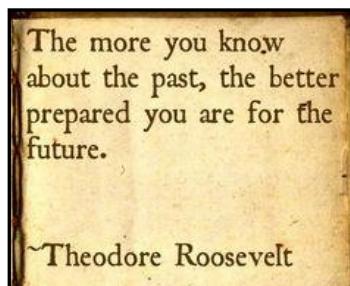 The more you know
about the past, the better
prepared you are for the
future.
~Theodore Roosevelt